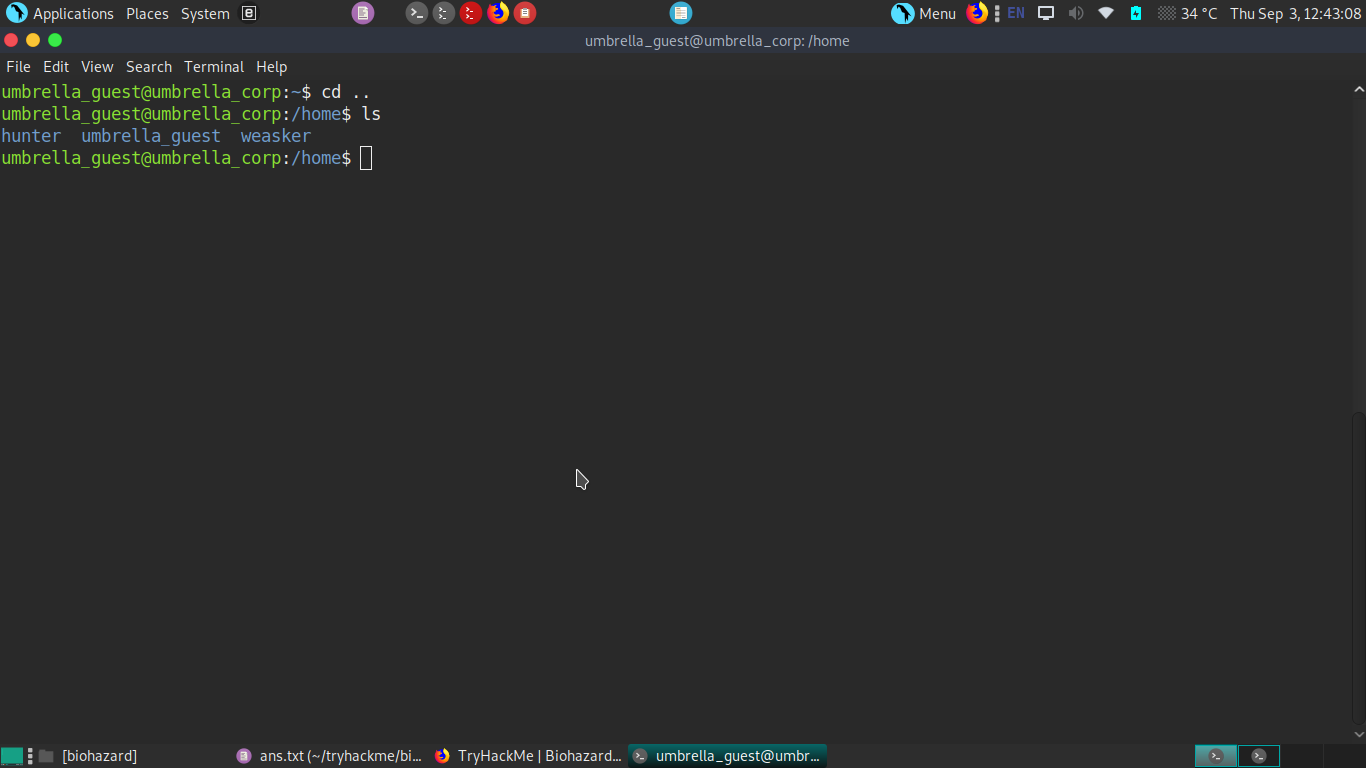 Applications Places System Menu EN 34 °C Thu Sep 3, 12:43:08
umbrella_guest@umbrella_corp: /home
File Edit View Search Terminal Help
umbrella_guest@umbrella_corp:~$ cd ..
umbrella_guest@umbrella_corp:/home$ ls
hunter umbrella_guest weasker
umbrella_guest@umbrella_corp:/home$
[biohazard] ans.txt (~/tryhackme/bi... TryHackMe | Biohazard... umbrella_guest@umbr...